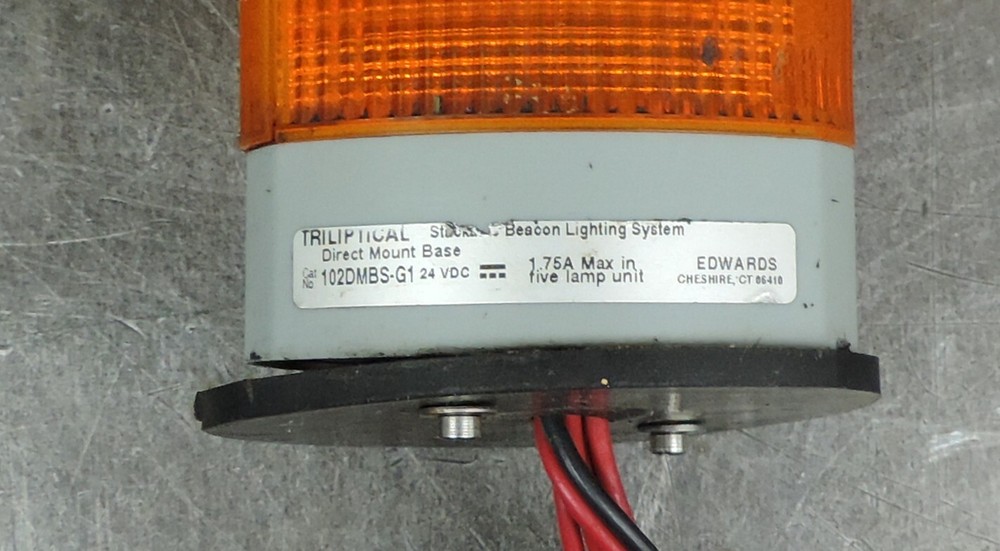 TRILIPTICAL Beacon Lighting System
Direct Mount Base
Cat No 102DMBS-G1 24 VDC
1.75A Max in
five lamp unit
EDWARDS
CHESHIRE, CT 06410